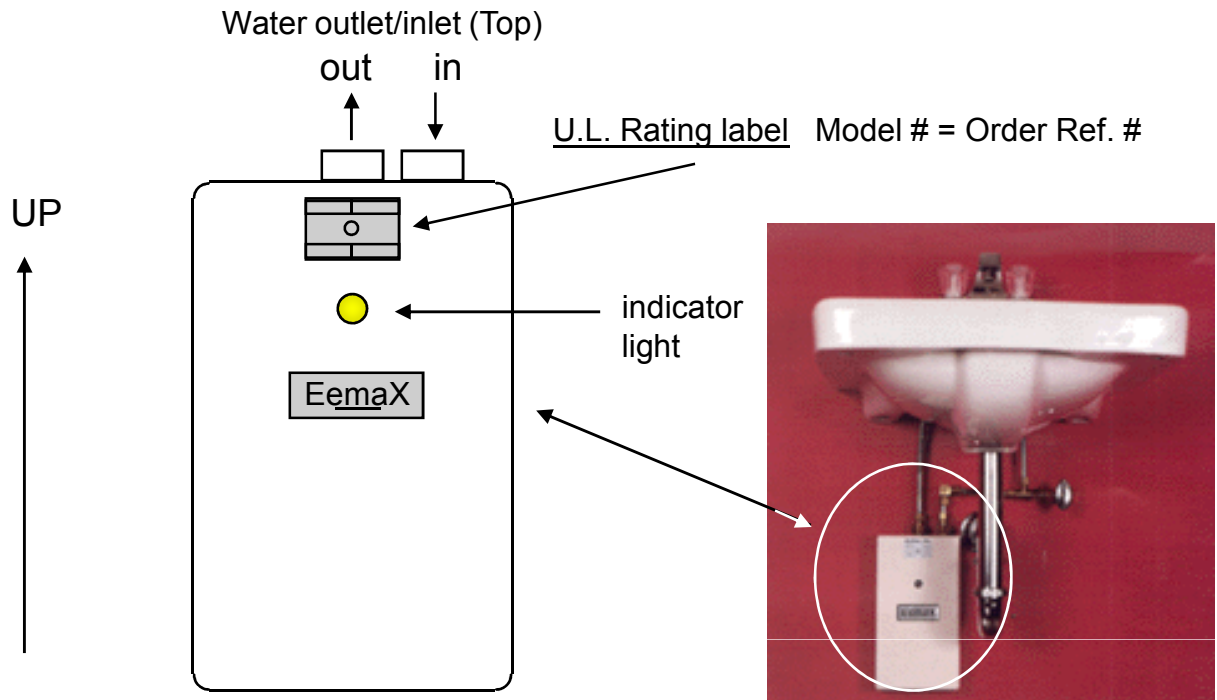 Water outlet/inlet (Top)
out in
U.L. Rating label Model # = Order Ref. #
UP
indicator
light
EemaX